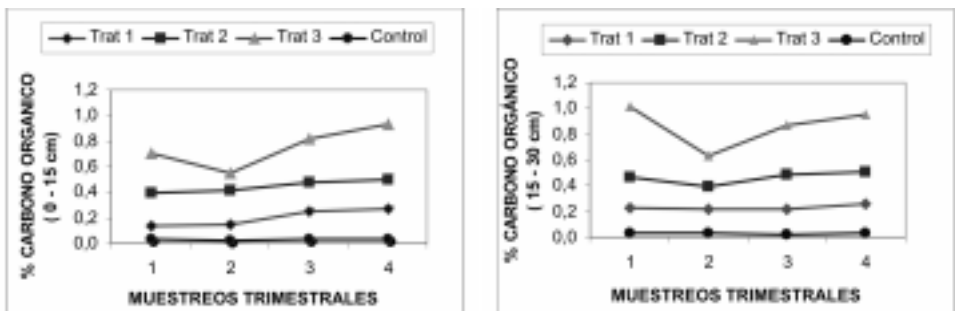 Trat 1 Trat 2 Trat 3 Control
% CARBONO ORGANICO
( 0 - 15 cm)
1,2
1,0
0,8
0,6
0,4
0,2
0,0
1 2 3 4
MUESTREOS TRIMESTRALES
Trat 1 Trat 2 Trat 3 Control
% CARBONO ORGÁNICO
( 15 - 30 cm)
1,2
1,0
0,8
0,6
0,4
0,2
0,0
1 2 3 4
MUESTREOS TRIMESTRALES